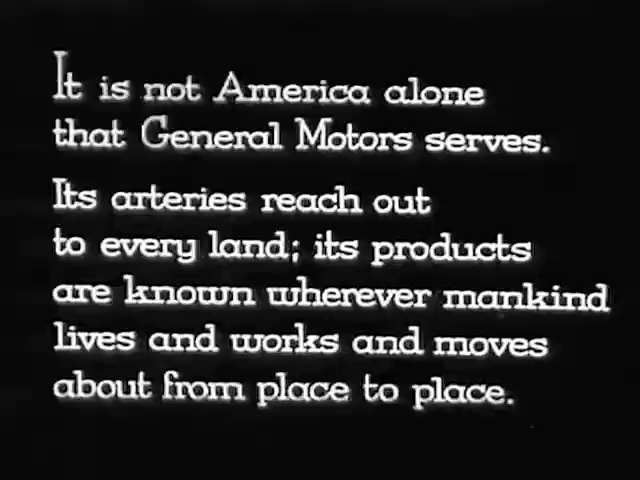 It is not America alone
that General Motors serves.
Its arteries reach out
to every land; its products
are known wherever mankind
lives and works and moves
about from place to place.